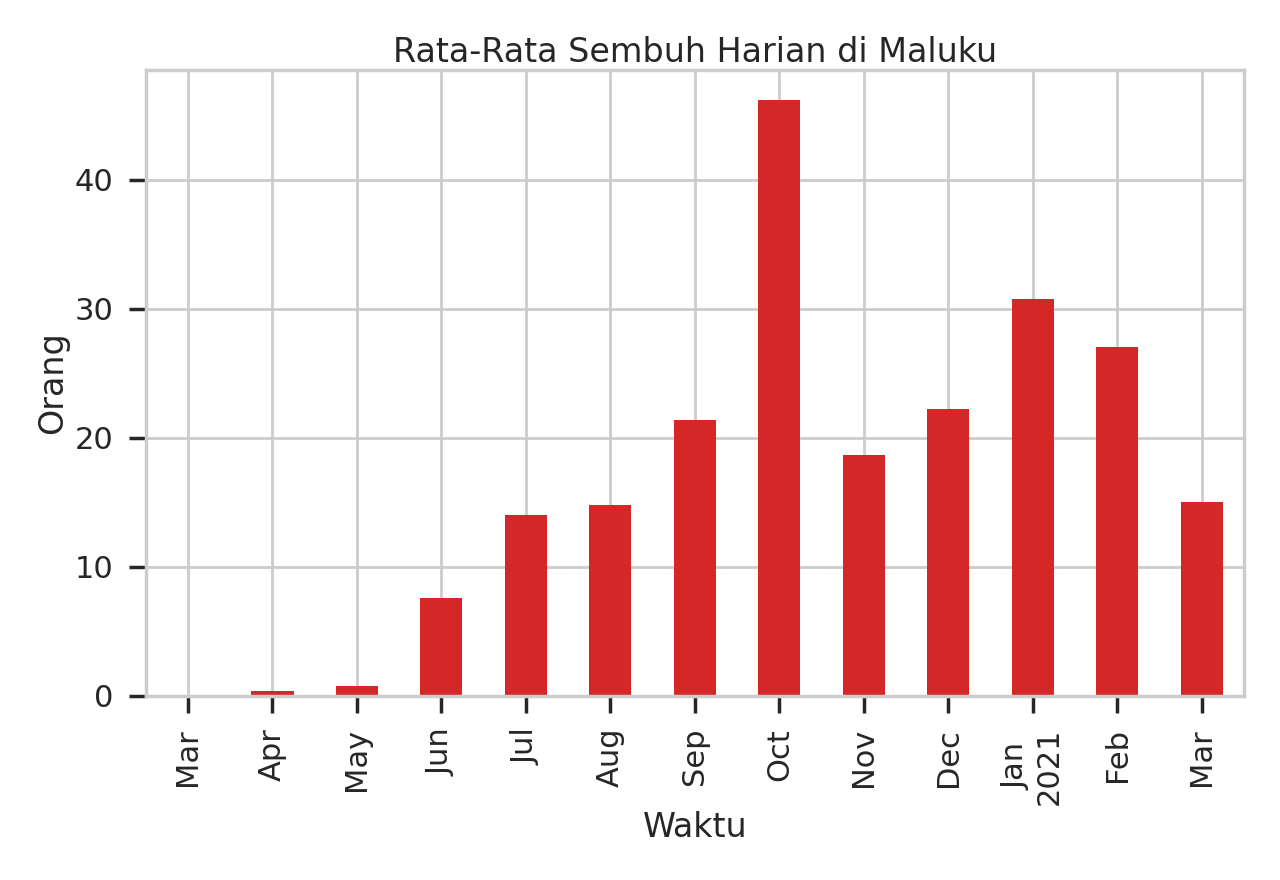 Rata-Rata Sembuh Harian di Maluku
Orang
40
30
20
10
0
Mar
Apr
May
Jun
Jul
Aug
Sep
Oct
Nov
Dec
Jan
2021
Feb
Mar
Waktu